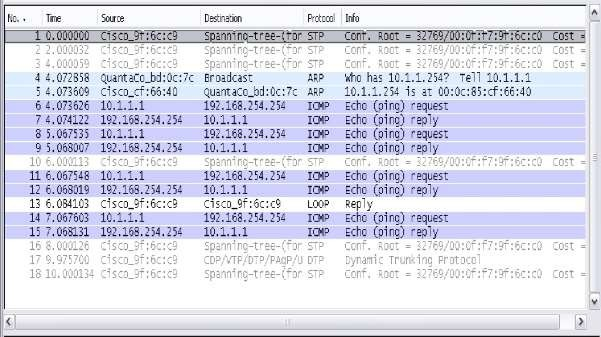 No. Time Source Destination Protocol Info
1 0.000000 Cisco_9f:6c:c9 Spanning-tree-(for STP Conf. Root = 32769/00:0f:f7:9f:6c:c0 Cost =
2 2.000032 Cisco_9f:6c:c9 Spanning-tree-(for STP Conf. Root = 32769/00:0f:f7:9f:6c:c0 Cost =
3 4.000059 Cisco_9f:6c:c9 Spanning-tree-(for STP Conf. Root = 32769/00:0f:f7:9f:6c:c0 Cost =
4 4.072858 QuantaCo_bd:0c:7c Broadcast ARP Who has 10.1.1.254? Tell 10.1.1.1
5 4.073609 Cisco_cf:66:40 QuantaCo_bd:0c:7c ARP 10.1.1.254 is at 00:0c:85:cf:66:40
6 4.073626 10.1.1.1 192.168.254.254 ICMP Echo (ping) request
7 4.074122 192.168.254.254 10.1.1.1 ICMP Echo (ping) reply
8 5.067535 10.1.1.1 192.168.254.254 ICMP Echo (ping) request
9 5.068007 192.168.254.254 10.1.1.1 ICMP Echo (ping) reply
10 6.000113 Cisco_9f:6c:c9 Spanning-tree-(for STP Conf. Root = 32769/00:0f:f7:9f:6c:c0 Cost =
11 6.067548 10.1.1.1 192.168.254.254 ICMP Echo (ping) request
12 6.068019 192.168.254.254 10.1.1.1 ICMP Echo (ping) reply
13 6.084103 Cisco_9f:6c:c9 Cisco_9f:6c:c9 LOOP Reply
14 7.067603 10.1.1.1 192.168.254.254 ICMP Echo (ping) request
15 7.068131 192.168.254.254 10.1.1.1 ICMP Echo (ping) reply
16 8.000126 Cisco_9f:6c:c9 Spanning-tree-(for STP Conf. Root = 32769/00:0f:f7:9f:6c:c0 Cost =
17 9.975700 Cisco_9f:6c:c9 CDP/VTP/DTP/PAgP/U DTP Dynamic Trunking Protocol
18 10.000134 Cisco_9f:6c:c9 Spanning-tree-(for STP Conf. Root = 32769/00:0f:f7:9f:6c:c0 Cost =